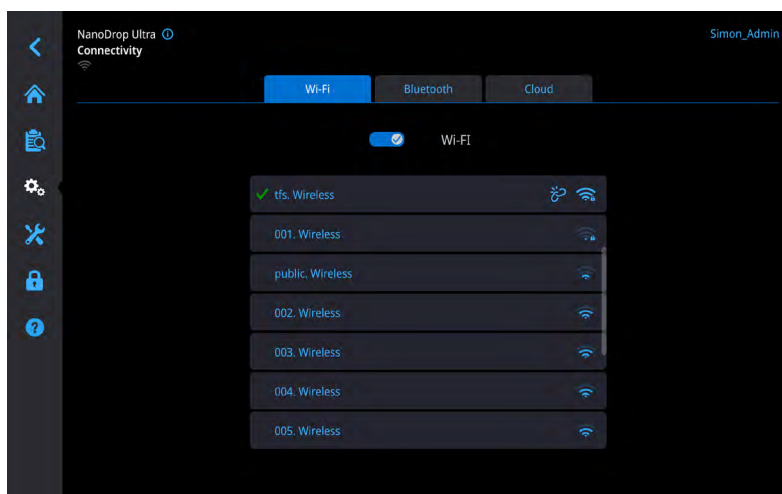 NanoDrop Ultra
Simon_Admin
Connectivity
Wi-Fi
Bluetooth
Cloud
Wi-FI
tfs. Wireless
001. Wireless
public. Wireless
002. Wireless
003. Wireless
004. Wireless
005. Wireless